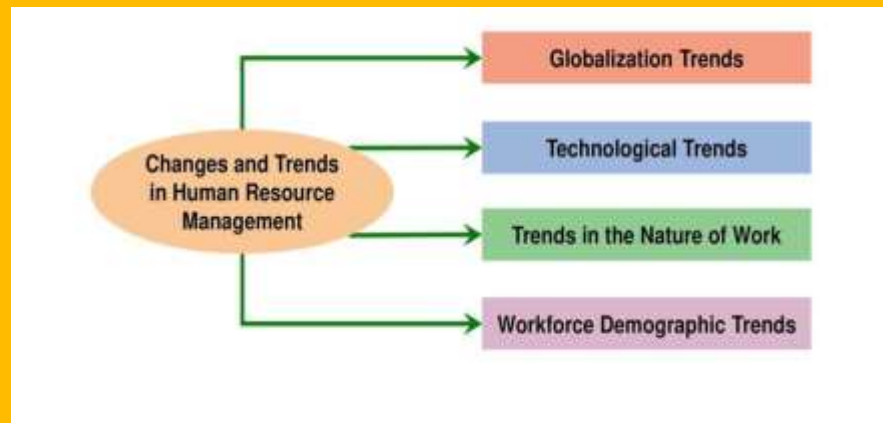 Changes and Trends
in Human Resource
Management
Globalization Trends
Technological Trends
Trends in the Nature of Work
Workforce Demographic Trends